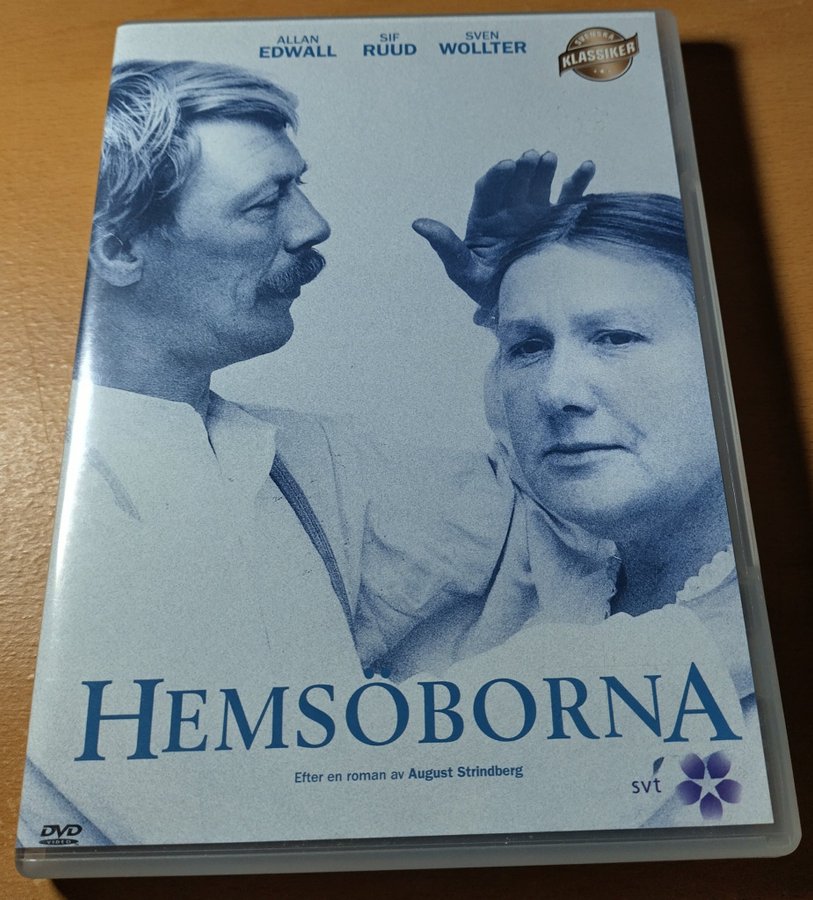 ALLAN
EDWALL
SIF
RUUD
SVEN
WOLLTER
SVENSKA
KLASSIKER
HEMSÖBORNA
Efter en roman av August Strindberg
svt
DVD
VIDEO